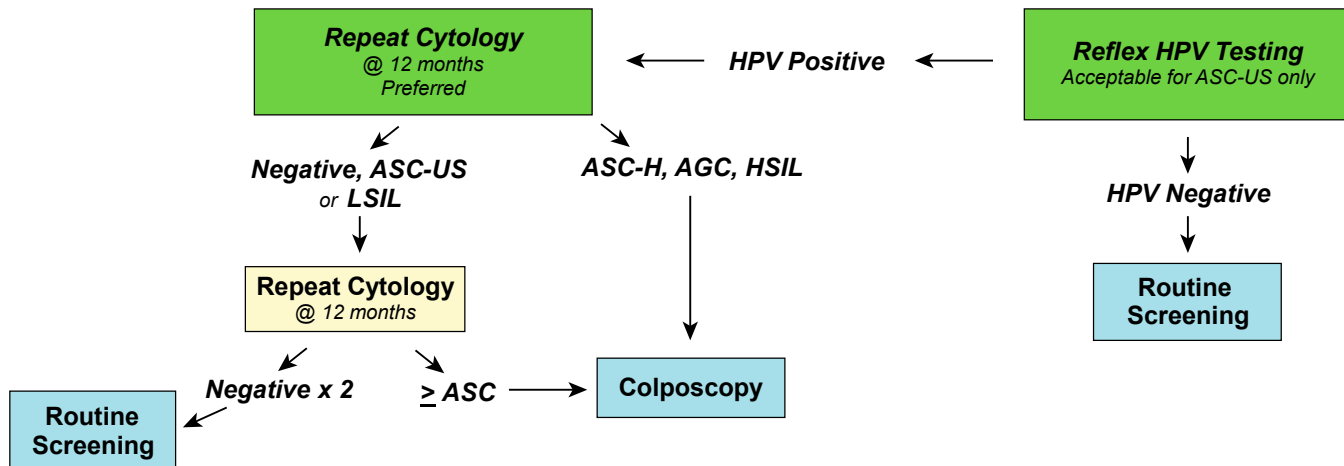 Repeat Cytology
@ 12 months
Preferred
HPV Positive
Reflex HPV Testing
Acceptable for ASC-US only
Negative, ASC-US
or LSIL
ASC-H, AGC, HSIL
HPV Negative
Repeat Cytology
@ 12 months
Routine
Screening
Negative x 2
≥ ASC
Colposcopy
Routine
Screening